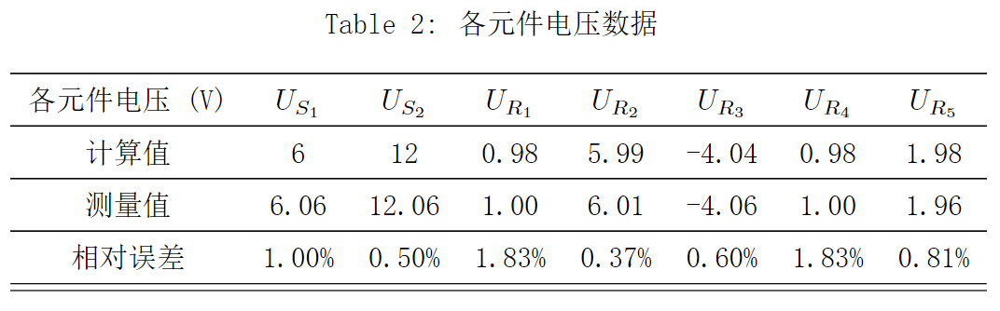 Table 2: 各元件电压数据
各元件电压 (V) U_{S_1} U_{S_2} U_{R_1} U_{R_2} U_{R_3} U_{R_4} U_{R_5}
计算值 6 12 0.98 5.99 -4.04 0.98 1.98
测量值 6.06 12.06 1.00 6.01 -4.06 1.00 1.96
相对误差 1.00% 0.50% 1.83% 0.37% 0.60% 1.83% 0.81%